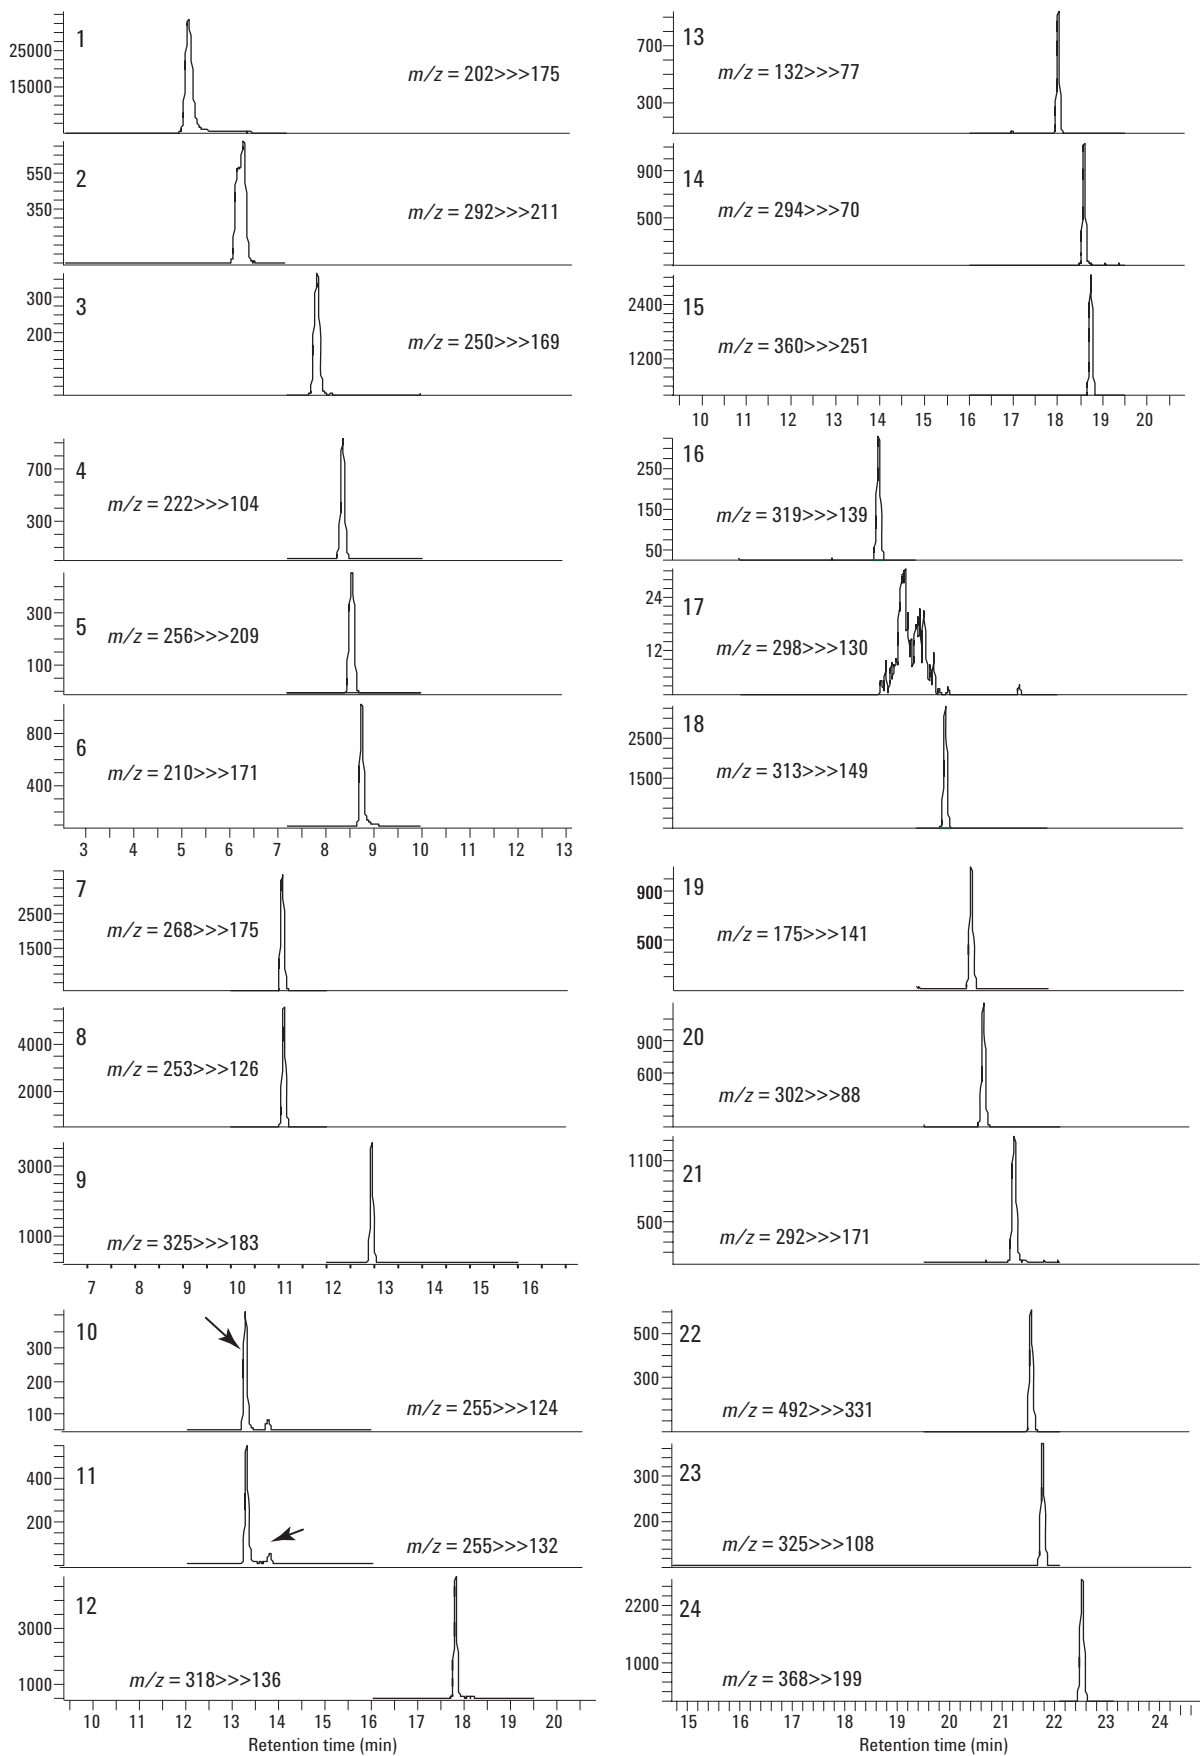 1
25000
15000
m/z = 202>>>175
2
550
350
m/z = 292>>>211
3
300
200
m/z = 250>>>169
4
700
300
m/z = 222>>>104
5
300
100
m/z = 256>>>209
6
800
400
m/z = 210>>>171
3 4 5 6 7 8 9 10 11 12 13
7
2500
1500
m/z = 268>>>175
8
4000
m/z = 253>>>126
2000
9
3000
1000
m/z = 325>>>183
7 8 9 10 11 12 13 14 15 16
10
300
200
100
m/z = 255>>>124
11
400
200
m/z = 255>>>132
12
3000
1000
m/z = 318>>>136
10 11 12 13 14 15 16 17 18 19 20
Retention time (min)
13
700
300
m/z = 132>>>77
14
900
500
m/z = 294>>>70
15
2400
1200
m/z = 360>>>251
10 11 12 13 14 15 16 17 18 19 20
16
250
150
50
m/z = 319>>>139
17
24
12
m/z = 298>>>130
18
2500
1500
m/z = 313>>>149
19
900
500
m/z = 175>>>141
20
900
600
m/z = 302>>>88
21
1100
500
m/z = 292>>>171
22
500
300
m/z = 492>>>331
23
300
200
m/z = 325>>>108
24
2200
1000
m/z = 368>>199
15 16 17 18 19 20 21 22 23 24
Retention time (min)